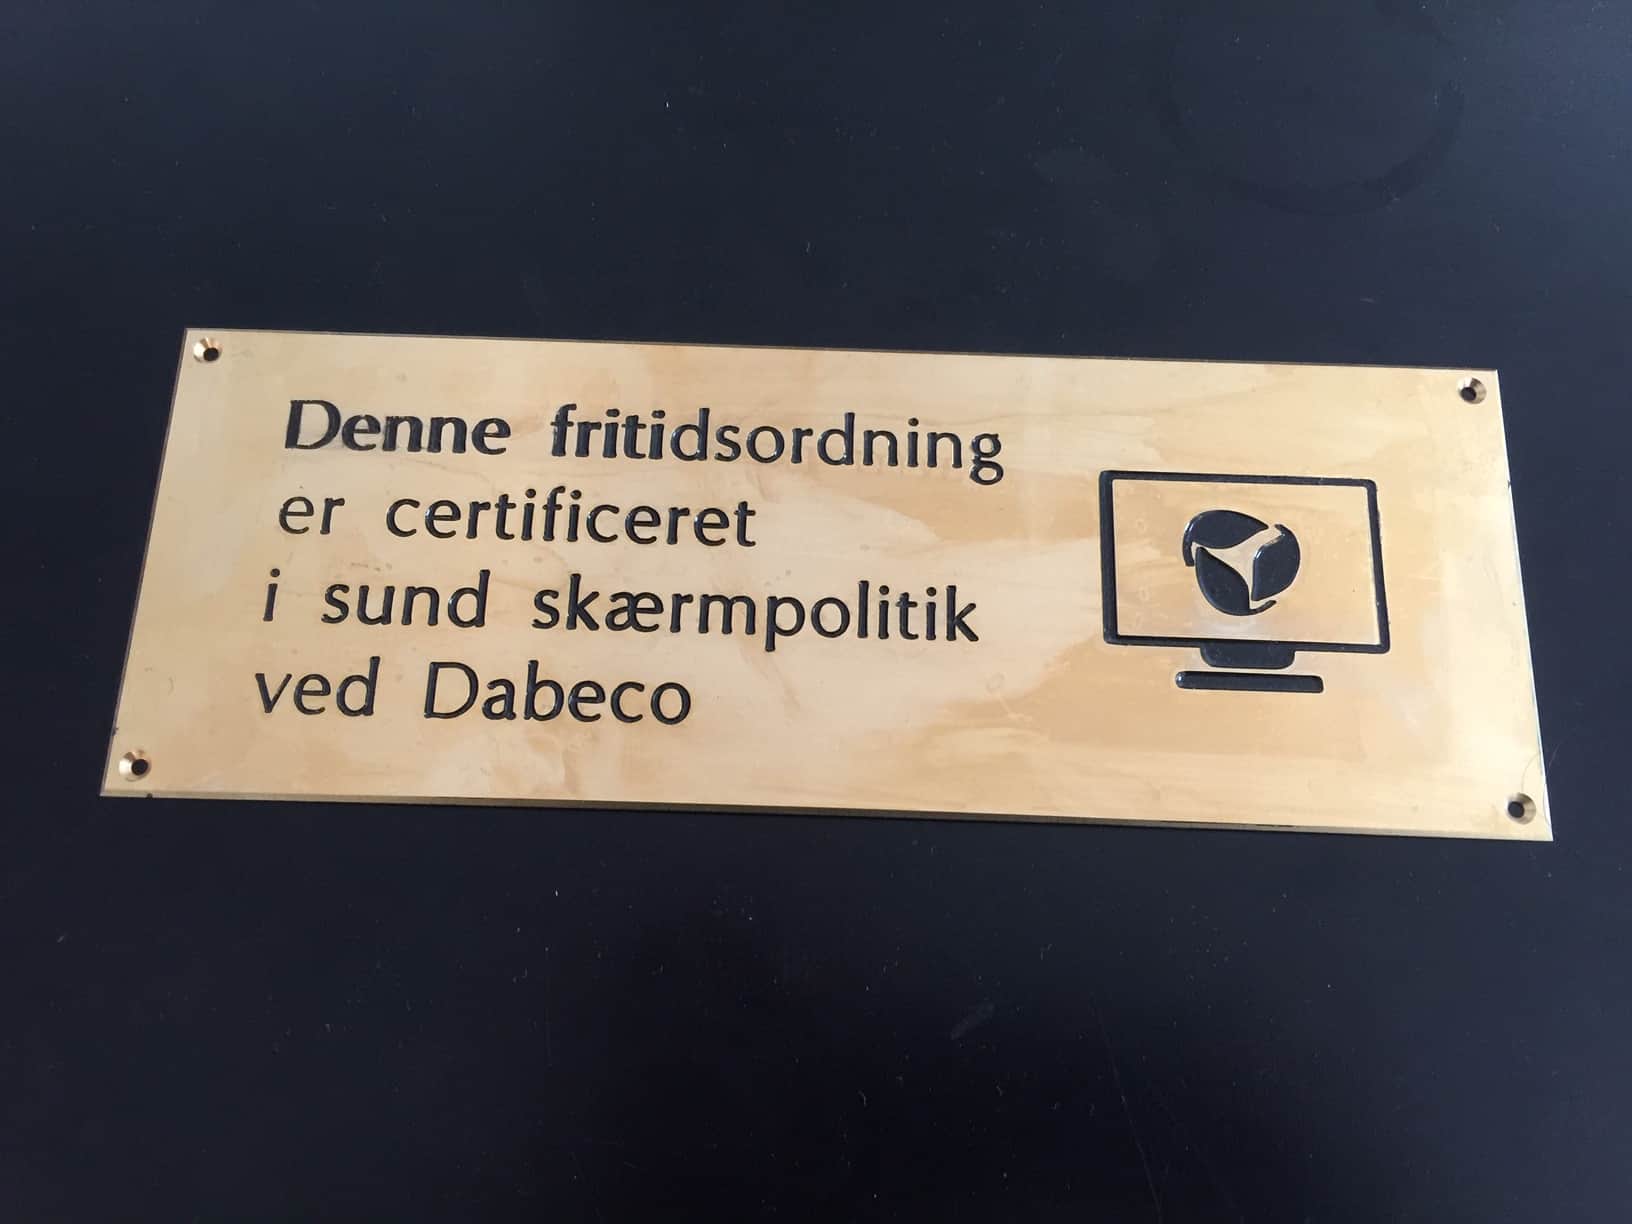 Denne fritidsordning
er certificeret
i sund skærmpolitik
ved Dabeco